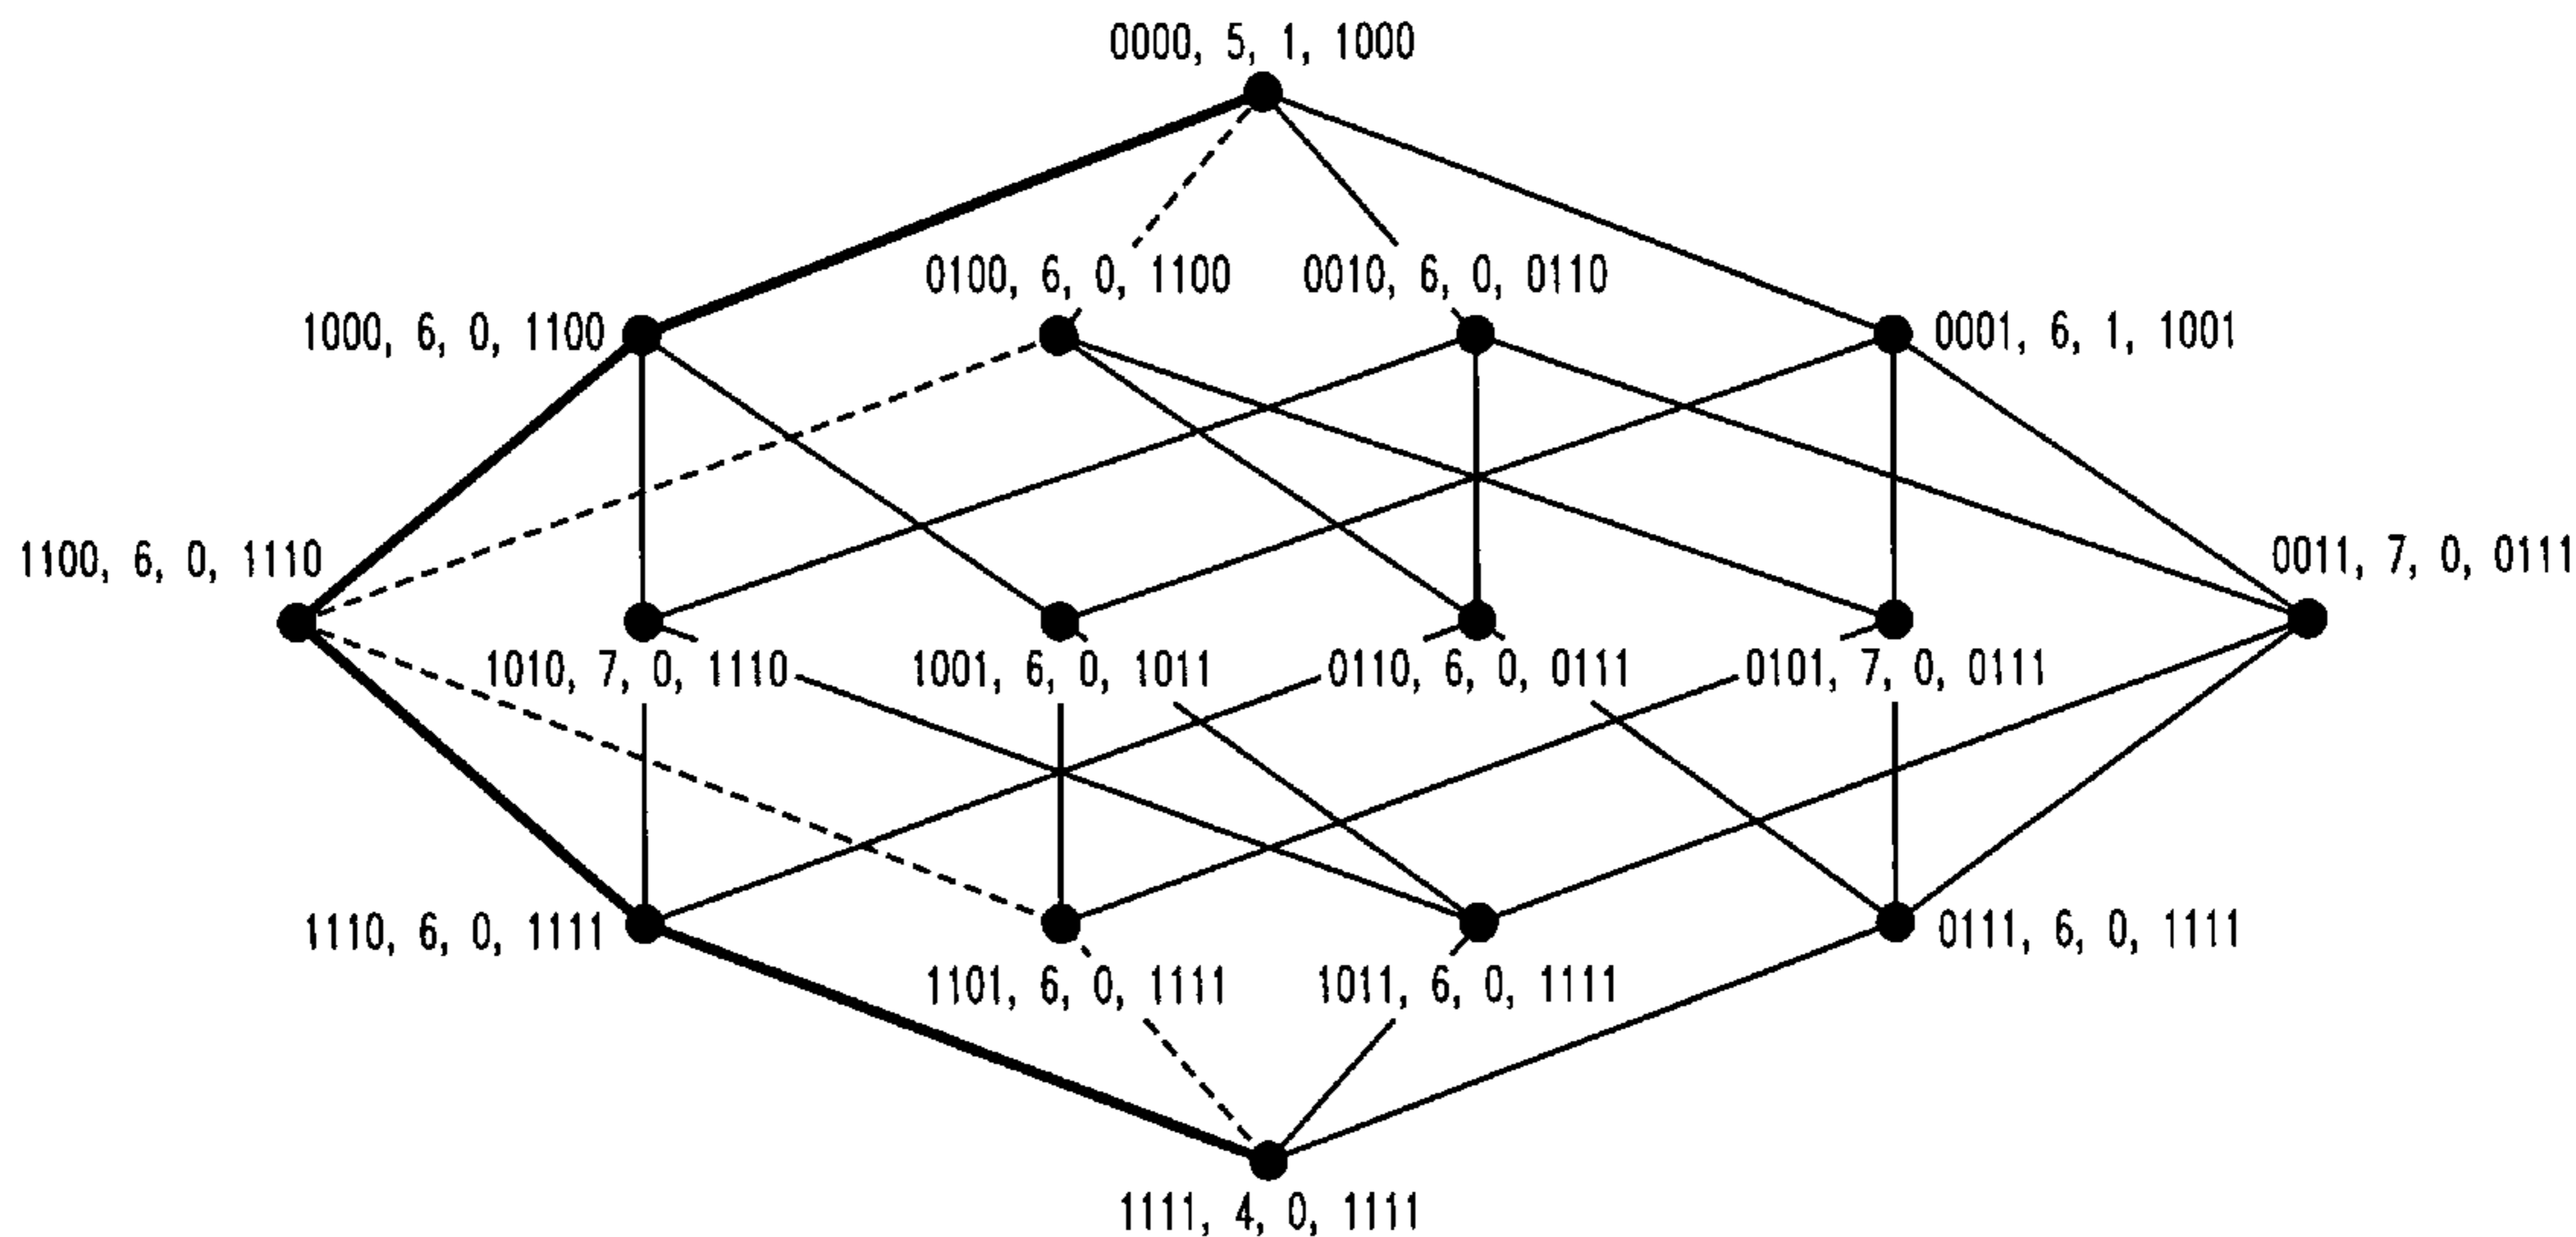 0000, 5, 1, 1000
0100, 6, 0, 1100
0010, 6, 0, 0110
1000, 6, 0, 1100
0001, 6, 1, 1001
1100, 6, 0, 1110
0011, 7, 0, 0111
1010, 7, 0, 1110
1001, 6, 0, 1011
0110, 6, 0, 0111
0101, 7, 0, 0111
1110, 6, 0, 1111
0111, 6, 0, 1111
1101, 6, 0, 1111
1011, 6, 0, 1111
1111, 4, 0, 1111